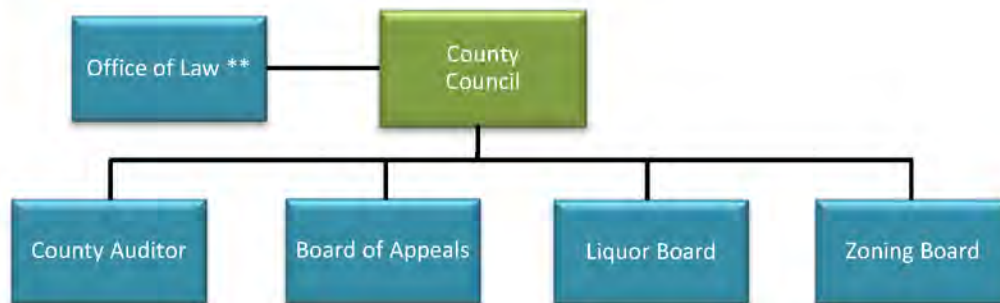 Office of Law **
County
Council
County Auditor
Board of Appeals
Liquor Board
Zoning Board